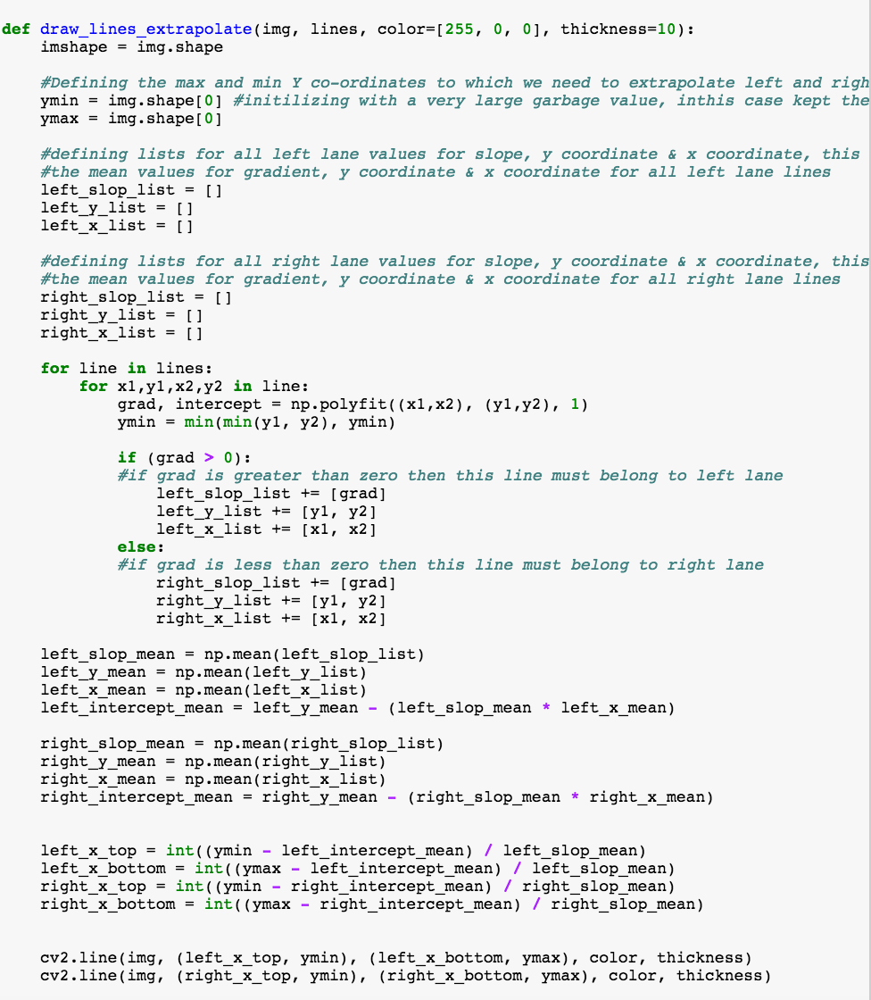 def draw_lines_extrapolate(img, lines, color=[255, 0, 0], thickness=10):
    imshape = img.shape

    #Defining the max and min Y co-ordinates to which we need to extrapolate left and righ
    ymin = img.shape[0] #initilizing with a very large garbage value, inthis case kept the
    ymax = img.shape[0]

    #defining lists for all left lane values for slope, y coordinate & x coordinate, this
    #the mean values for gradient, y coordinate & x coordinate for all left lane lines
    left_slop_list = []
    left_y_list = []
    left_x_list = []

    #defining lists for all right lane values for slope, y coordinate & x coordinate, this
    #the mean values for gradient, y coordinate & x coordinate for all right lane lines
    right_slop_list = []
    right_y_list = []
    right_x_list = []

    for line in lines:
        for x1,y1,x2,y2 in line:
            grad, intercept = np.polyfit((x1,x2), (y1,y2), 1)
            ymin = min(min(y1, y2), ymin)

            if (grad > 0):
            #if grad is greater than zero then this line must belong to left lane
                left_slop_list += [grad]
                left_y_list += [y1, y2]
                left_x_list += [x1, x2]
            else:
            #if grad is less than zero then this line must belong to right lane
                right_slop_list += [grad]
                right_y_list += [y1, y2]
                right_x_list += [x1, x2]

    left_slop_mean = np.mean(left_slop_list)
    left_y_mean = np.mean(left_y_list)
    left_x_mean = np.mean(left_x_list)
    left_intercept_mean = left_y_mean - (left_slop_mean * left_x_mean)

    right_slop_mean = np.mean(right_slop_list)
    right_y_mean = np.mean(right_y_list)
    right_x_mean = np.mean(right_x_list)
    right_intercept_mean = right_y_mean - (right_slop_mean * right_x_mean)


    left_x_top = int((ymin - left_intercept_mean) / left_slop_mean)
    left_x_bottom = int((ymax - left_intercept_mean) / left_slop_mean)
    right_x_top = int((ymin - right_intercept_mean) / right_slop_mean)
    right_x_bottom = int((ymax - right_intercept_mean) / right_slop_mean)


    cv2.line(img, (left_x_top, ymin), (left_x_bottom, ymax), color, thickness)
    cv2.line(img, (right_x_top, ymin), (right_x_bottom, ymax), color, thickness)